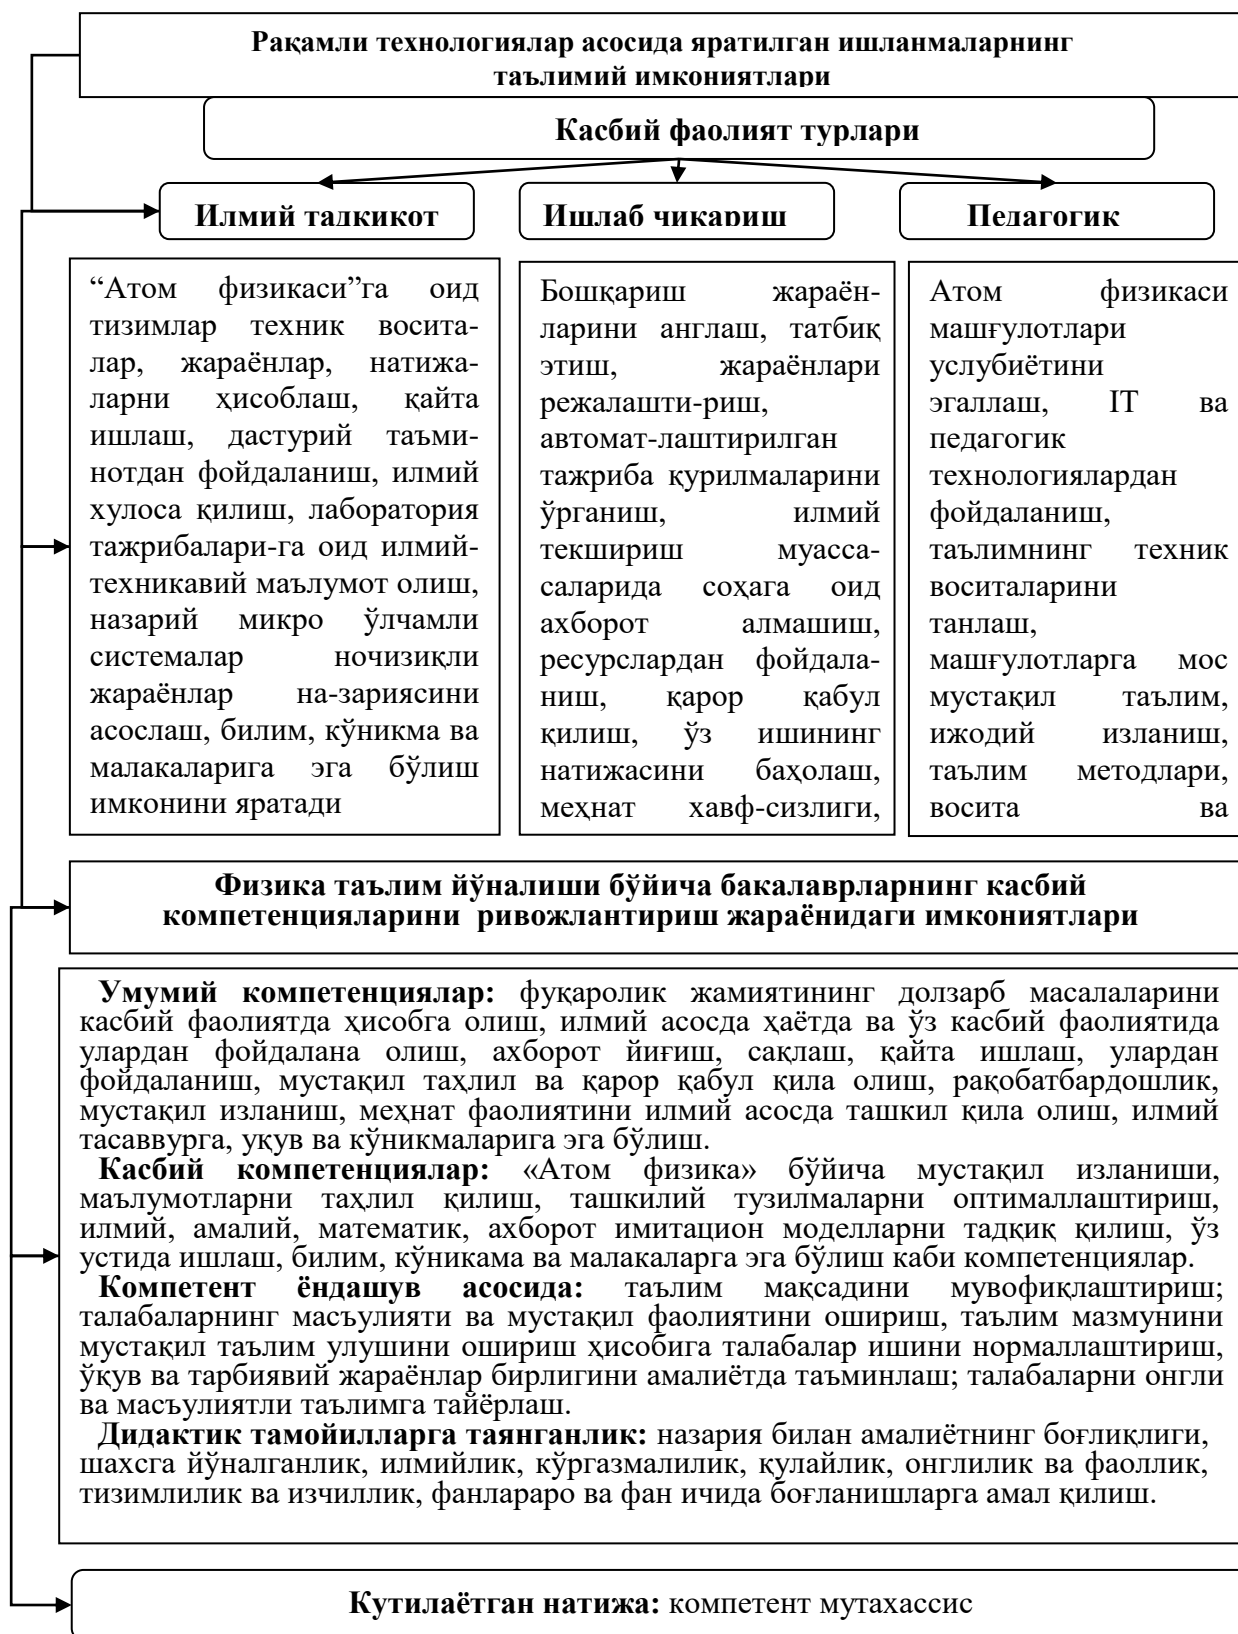 Рақамли технологиялар асосида яратилган ишланмаларнинг
таълимий имкониятлари
Касбий фаолият турлари
Илмий тадкикот
Ишлаб чикариш
Педагогик
“Атом физикаси”га оид
тизимлар техник восита-
лар, жараёнлар, натижа-
ларни ҳисоблаш, қайта
ишлаш, дастурий таъми-
нотдан фойдаланиш, илмий
хулоса қилиш, лаборатория
тажрибалари-га оид илмий-
техникавий маълумот олиш,
назарий микро ўлчамли
системалар ночизиқли
жараёнлар на-зариясини
асослаш, билим, кўникма ва
малакаларига эга бўлиш
имконини яратади
Бошқариш жараён-
ларини англаш, татбиқ
этиш, жараёнлари
режалашти-риш,
автомат-лаштирилган
тажриба қурилмаларини
ўрганиш, илмий
текшириш муасса-
саларида соҳага оид
ахборот алмашиш,
ресурслардан фойдала-
ниш, қарор қабул
қилиш, ўз ишининг
натижасини баҳолаш,
меҳнат хавф-сизлиги,
Атом физикаси
машғулотлари
услубиётини
эгаллаш, IT ва
педагогик
технологиялардан
фойдаланиш,
таълимнинг техник
воситаларини
танлаш,
машғулотларга мос
мустақил таълим,
ижодий изланиш,
таълим методлари,
восита ва
Физика таълим йўналиши бўйича бакалаврларнинг касбий
компетенцияларини ривожлантириш жараёнидаги имкониятлари
Умумий компетенциялар: фуқаролик жамиятининг долзарб масалаларини
касбий фаолиятда ҳисобга олиш, илмий асосда ҳаётда ва ўз касбий фаолиятида
улардан фойдалана олиш, ахборот йиғиш, сақлаш, қайта ишлаш, улардан
фойдаланиш, мустақил таҳлил ва қарор қабул қила олиш, рақобатбардошлик,
мустақил изланиш, меҳнат фаолиятини илмий асосда ташкил қила олиш, илмий
тасаввурга, уқув ва кўникмаларига эга бўлиш.
Касбий компетенциялар: «Атом физика» бўйича мустақил изланиши,
маълумотларни таҳлил қилиш, ташкилий тузилмаларни оптималлаштириш,
илмий, амалий, математик, ахборот имитацион моделларни тадқиқ қилиш, ўз
устида ишлаш, билим, кўникама ва малакаларга эга бўлиш каби компетенциялар.
Компетент ёндашув асосида: таълим мақсадини мувофиқлаштириш;
талабаларнинг масъулияти ва мустақил фаолиятини ошириш, таълим мазмунини
мустақил таълим улушини ошириш ҳисобига талабалар ишини нормаллаштириш,
ўқув ва тарбиявий жараёнлар бирлигини амалиётда таъминлаш; талабаларни онгли
ва масъулиятли таълимга тайёрлаш.
Дидактик тамойилларга таянганлик: назария билан амалиётнинг боғлиқлиги,
шахсга йўналганлик, илмийлик, кўргазмалилик, қулайлик, онглилик ва фаоллик,
тизимлилик ва изчиллик, фанлараро ва фан ичида боғланишларга амал қилиш.
Кутилаётган натижа: компетент мутахассис